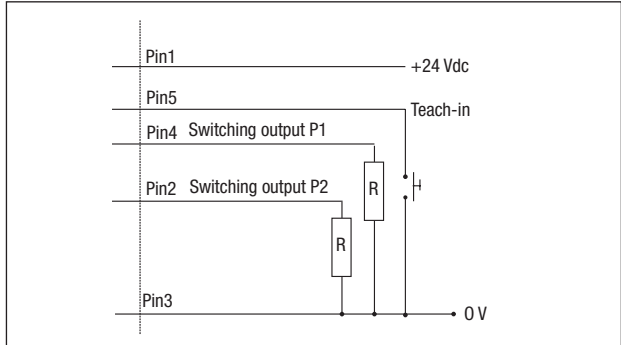 Pin1
+24 Vdc
Pin5
Teach-in
Pin4 Switching output P1
R
Pin2 Switching output P2
R
Pin3
0 V